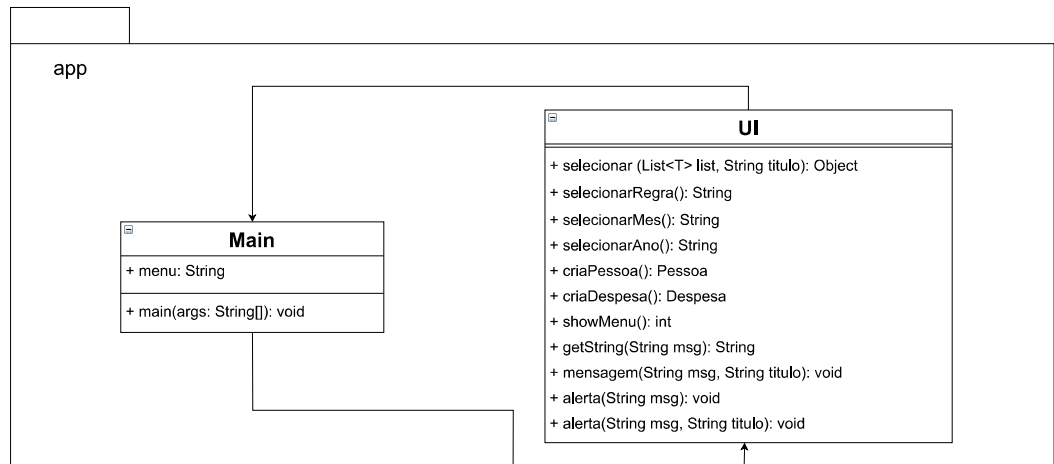 app
UI
+ selecionar (List<T> list, String titulo): Object
+ selecionarRegra(): String
+ selecionarMes(): String
+ selecionarAno(): String
+ criaPessoa(): Pessoa
+ criaDespesa(): Despesa
+ showMenu(): int
+ getString(String msg): String
+ mensagem(String msg, String titulo): void
+ alerta(String msg): void
+ alerta(String msg, String titulo): void
Main
+ menu: String
+ main(args: String[]): void